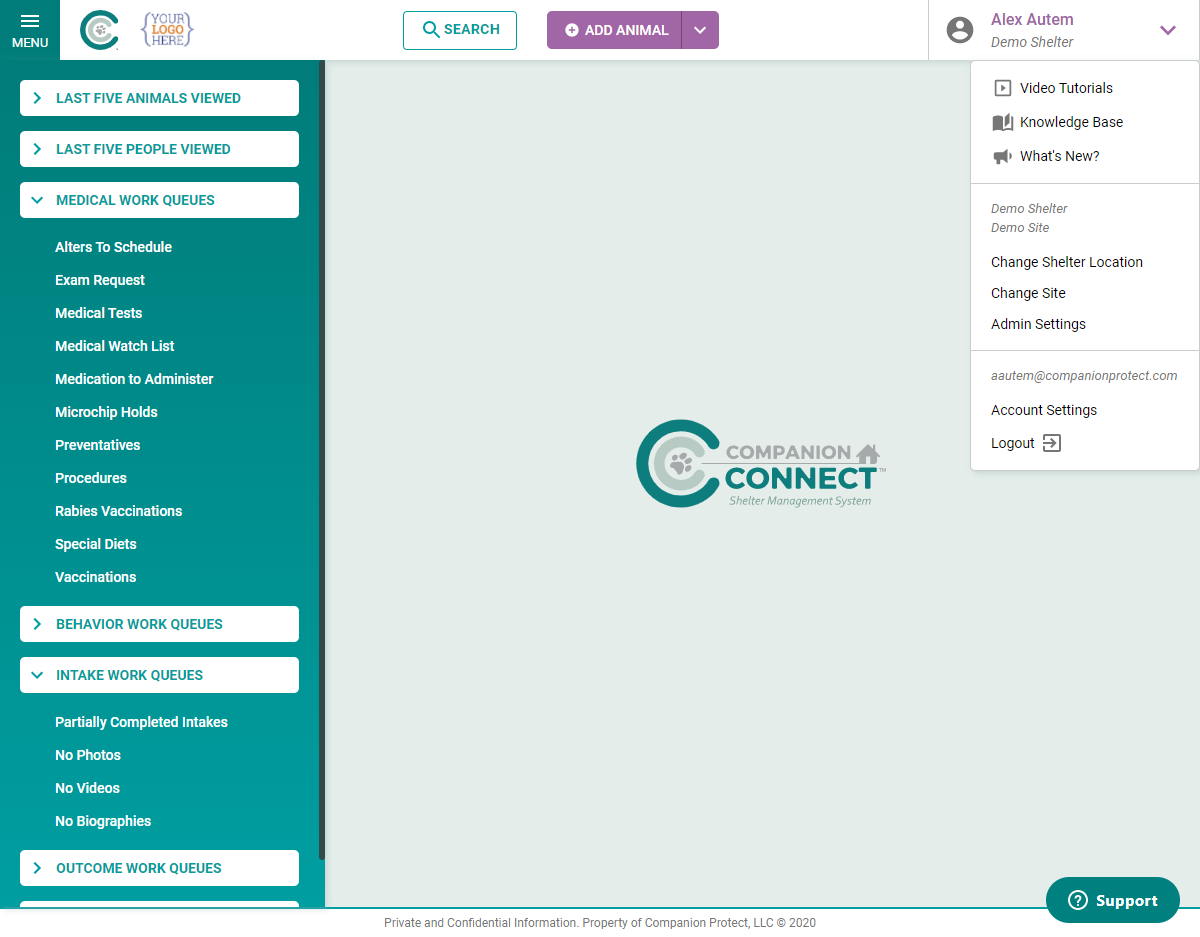 MENU
{YOUR
LOGO
HERE}
SEARCH
ADD ANIMAL
Alex Autem
Demo Shelter
LAST FIVE ANIMALS VIEWED
LAST FIVE PEOPLE VIEWED
MEDICAL WORK QUEUES
Alters To Schedule
Exam Request
Medical Tests
Medical Watch List
Medication to Administer
Microchip Holds
Preventatives
Procedures
Rabies Vaccinations
Special Diets
Vaccinations
BEHAVIOR WORK QUEUES
INTAKE WORK QUEUES
Partially Completed Intakes
No Photos
No Videos
No Biographies
OUTCOME WORK QUEUES
COMPANION
CONNECT™
Shelter Management System
Video Tutorials
Knowledge Base
What's New?
Demo Shelter
Demo Site
Change Shelter Location
Change Site
Admin Settings
aautem@companionprotect.com
Account Settings
Logout
Support
Private and Confidential Information. Property of Companion Protect, LLC © 2020